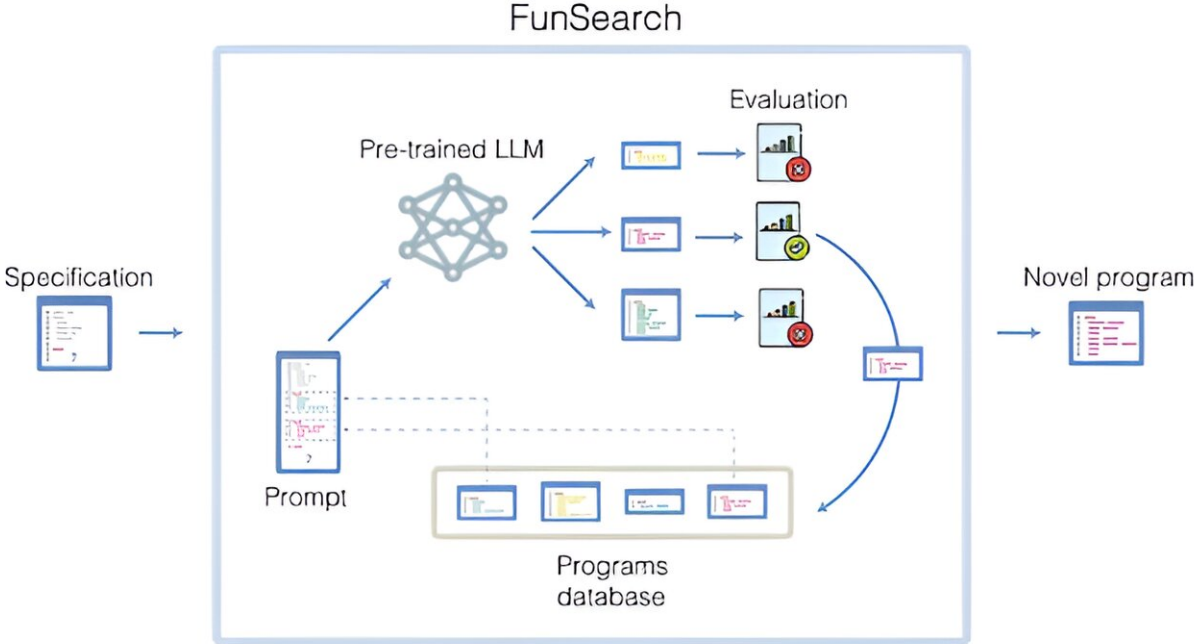 FunSearch
Evaluation
Pre-trained LLM
Specification
Novel program
Prompt
Programs
database